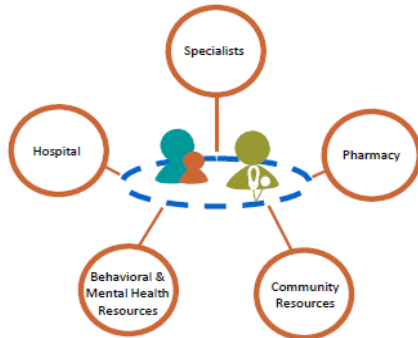 Specialists
Hospital
Pharmacy
Behavioral &
Mental Health
Resources
Community
Resources